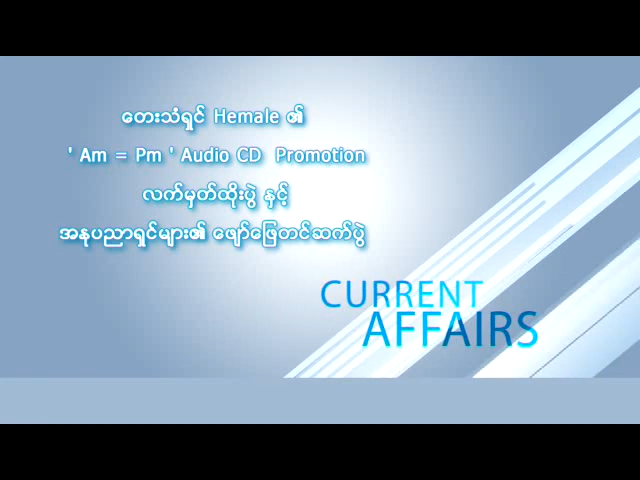 တေးသံရှင် Hemale ၏
' Am = Pm ' Audio CD Promotion
လက်မှတ်ထိုးပွဲ နှင့်
အနုပညာရှင်များ၏ ဖျော်ဖြေတင်ဆက်ပွဲ
CURRENT
AFFAIRS